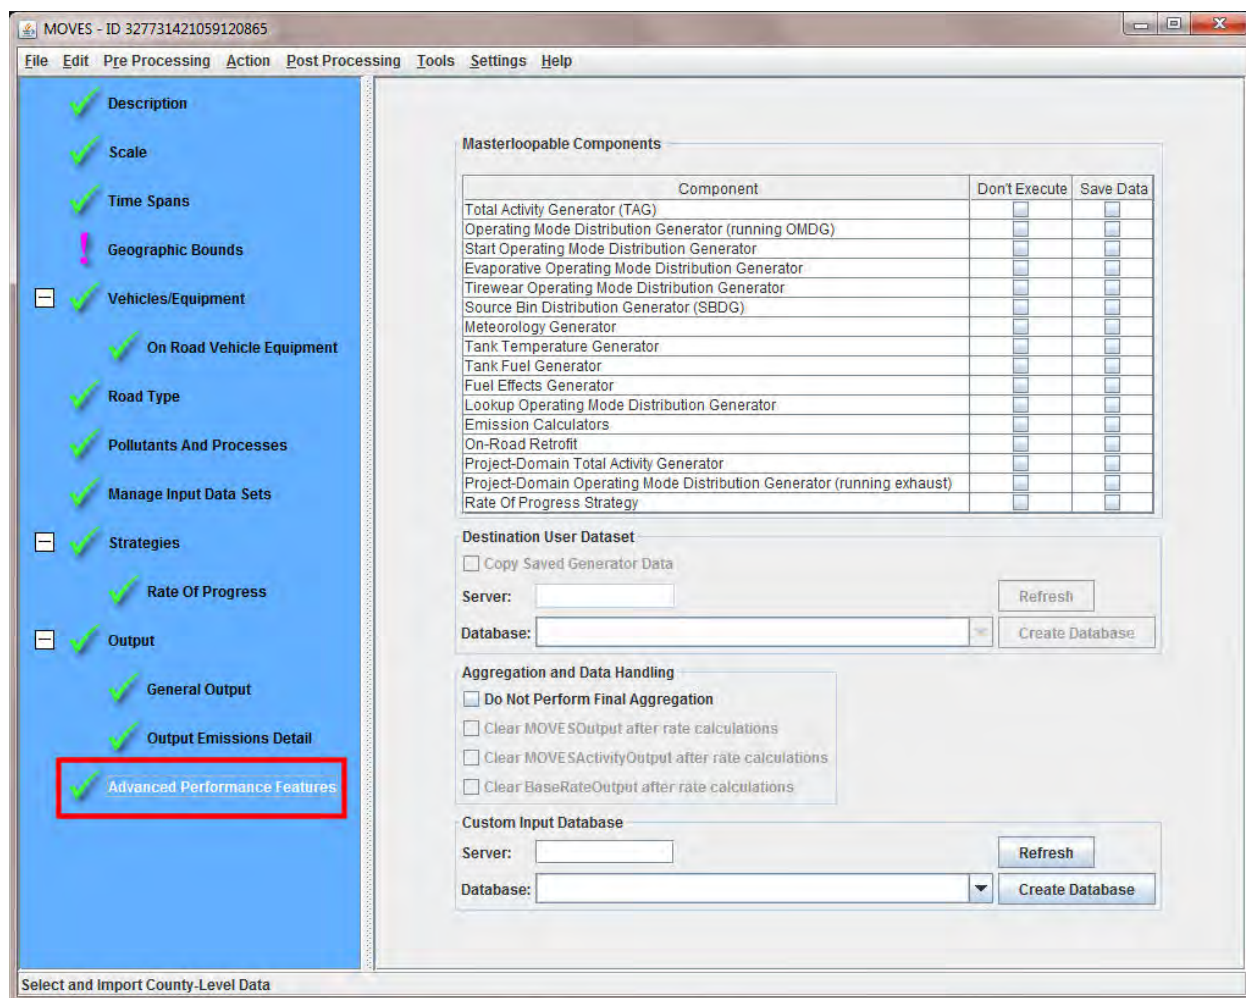 MOVES - ID 327731421059120865
File Edit Pre Processing Action Post Processing Tools Settings Help
Description
Scale
Time Spans
Geographic Bounds
Vehicles/Equipment
On Road Vehicle Equipment
Road Type
Pollutants And Processes
Manage Input Data Sets
Strategies
Rate Of Progress
Output
General Output
Output Emissions Detail
Advanced Performance Features
Masterloopable Components
Component Don't Execute Save Data
Total Activity Generator (TAG)
Operating Mode Distribution Generator (running OMDG)
Start Operating Mode Distribution Generator
Evaporative Operating Mode Distribution Generator
Tirewear Operating Mode Distribution Generator
Source Bin Distribution Generator (SBDG)
Meteorology Generator
Tank Temperature Generator
Tank Fuel Generator
Fuel Effects Generator
Lookup Operating Mode Distribution Generator
Emission Calculators
On-Road Retrofit
Project-Domain Total Activity Generator
Project-Domain Operating Mode Distribution Generator (running exhaust)
Rate Of Progress Strategy
Destination User Dataset
Copy Saved Generator Data
Server: Refresh
Database: Create Database
Aggregation and Data Handling
Do Not Perform Final Aggregation
Clear MOVESOutput after rate calculations
Clear MOVESActivityOutput after rate calculations
Clear BaseRateOutput after rate calculations
Custom Input Database
Server: Refresh
Database: Create Database
Select and Import County-Level Data